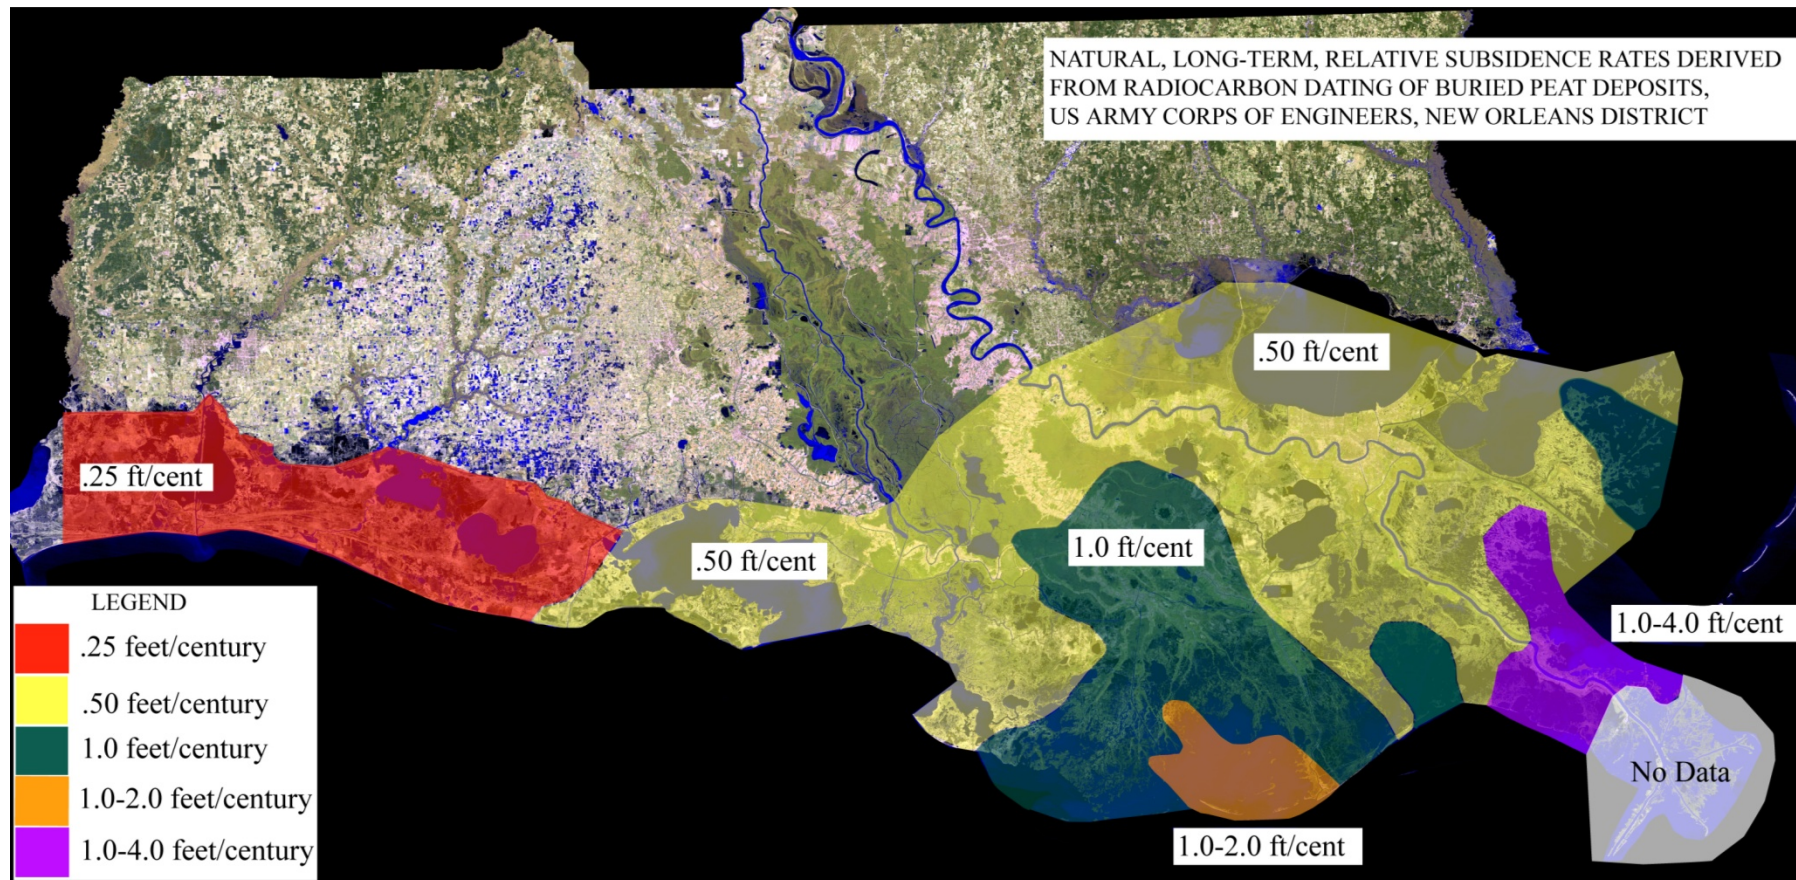 NATURAL, LONG-TERM, RELATIVE SUBSIDENCE RATES DERIVED
FROM RADIOCARBON DATING OF BURIED PEAT DEPOSITS,
US ARMY CORPS OF ENGINEERS, NEW ORLEANS DISTRICT
.50 ft/cent
.25 ft/cent
.50 ft/cent
1.0 ft/cent
1.0-4.0 ft/cent
No Data
1.0-2.0 ft/cent
LEGEND
.25 feet/century
.50 feet/century
1.0 feet/century
1.0-2.0 feet/century
1.0-4.0 feet/century